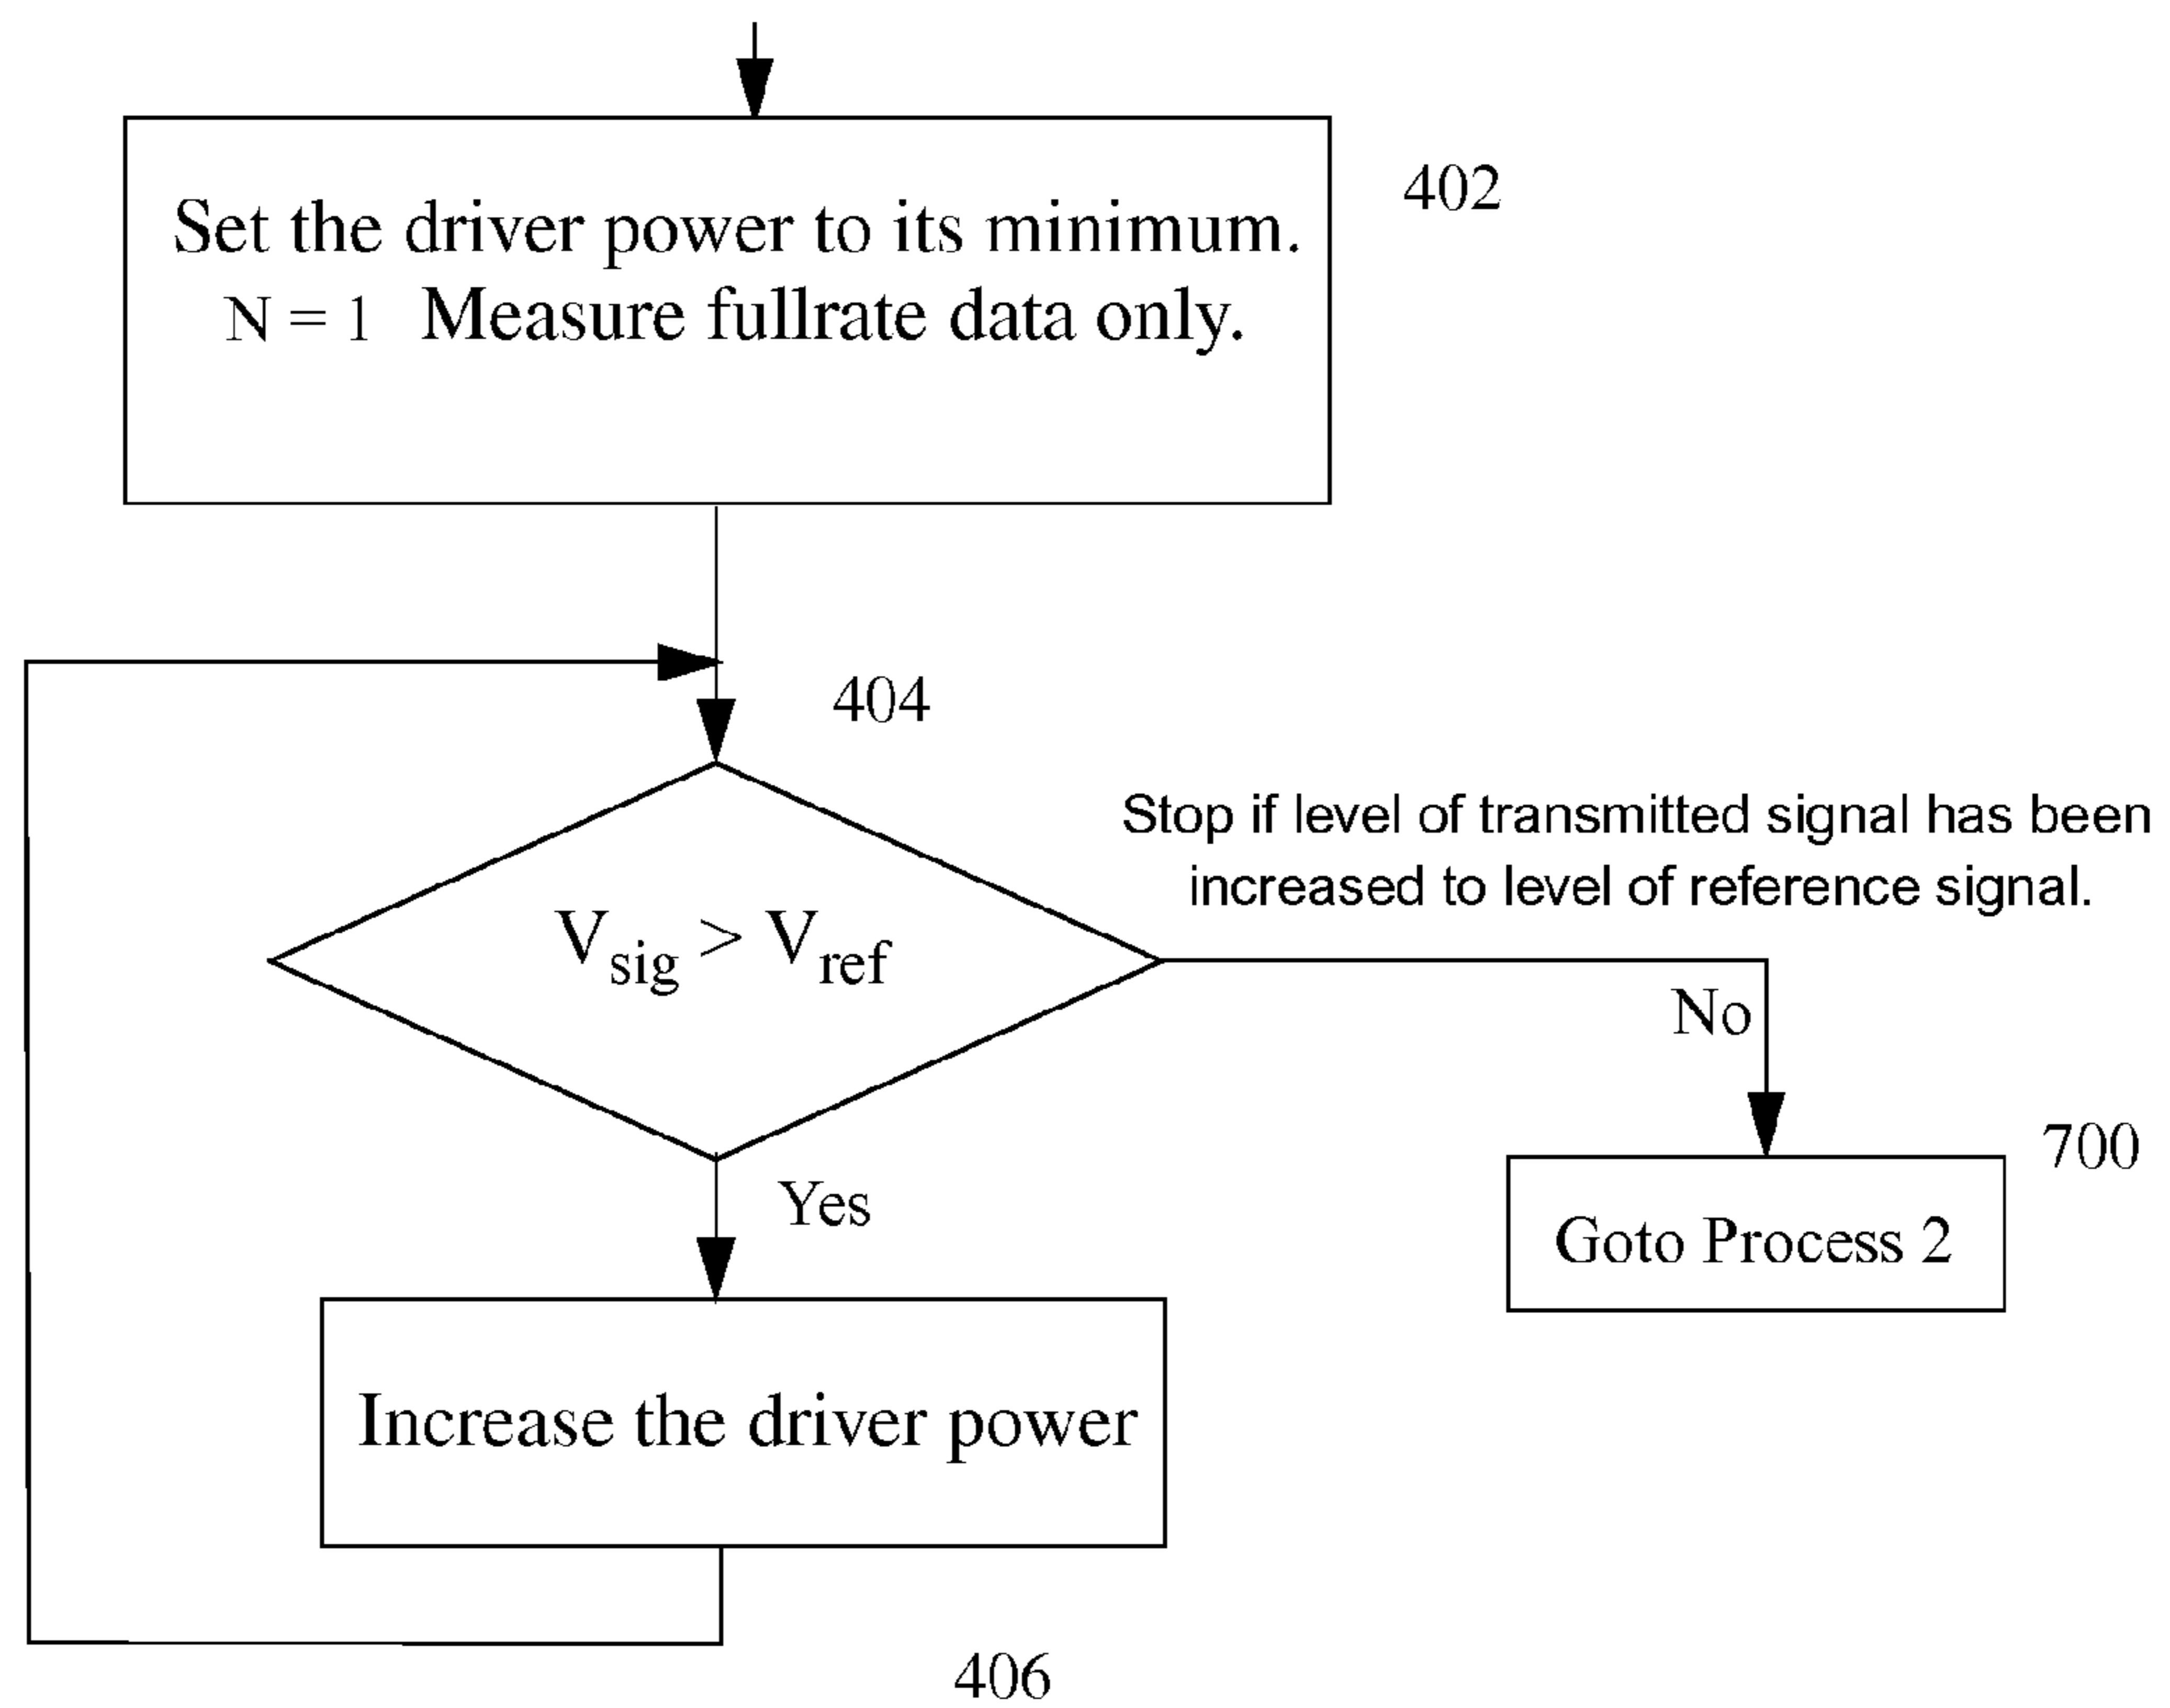 402
Set the driver power to its minimum.
N = 1 Measure fullrate data only.
404
Stop if level of transmitted signal has been
increased to level of reference signal.
Vsig > Vref
No
700
Yes
Goto Process 2
Increase the driver power
406